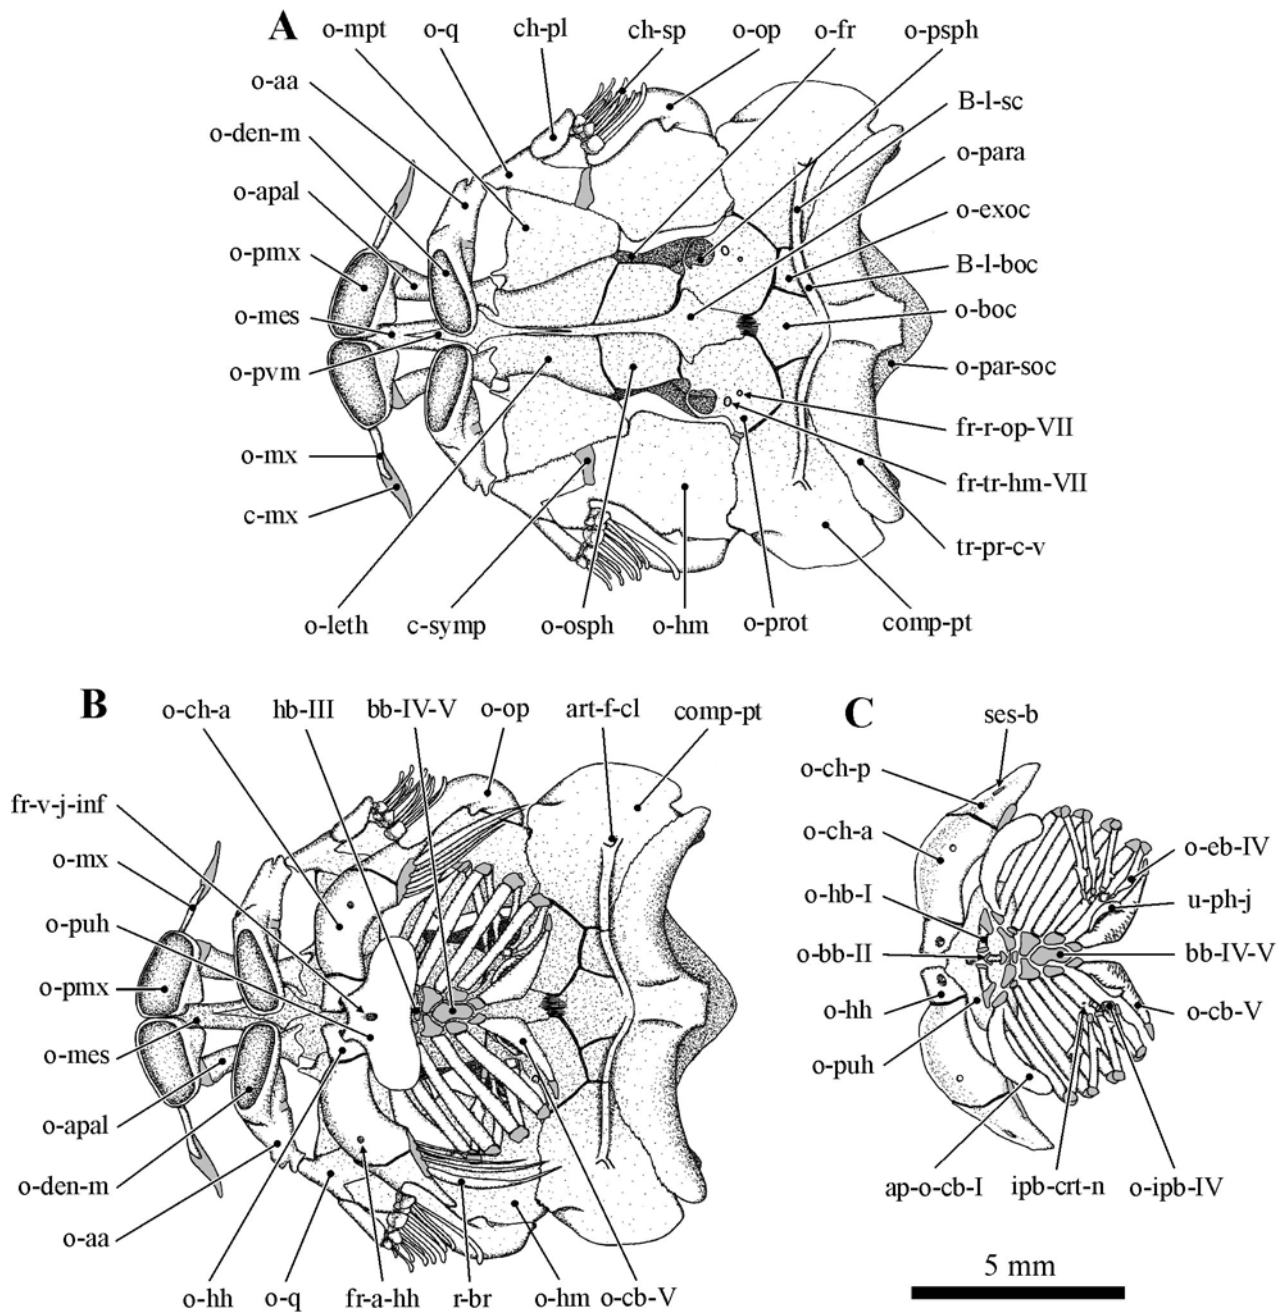 A
o-mpt
o-q
ch-pl
ch-sp
o-op
o-fr
o-psph
o-aa
o-den-m
o-apal
o-pmx
o-mes
o-pvm
o-mx
c-mx
B-l-sc
o-para
o-exoc
B-l-boc
o-boc
o-par-soc
fr-r-op-VII
fr-tr-hm-VII
tr-pr-c-v
o-leth
c-symp
o-osph
o-hm
o-prot
comp-pt
B
o-ch-a
hb-III
bb-IV-V
o-op
art-f-cl
comp-pt
fr-v-j-inf
o-mx
o-puh
o-pmx
o-mes
o-apal
o-den-m
o-aa
o-hh
o-q
fr-a-hh
r-br
o-hm
o-cb-V
C
ses-b
o-ch-p
o-ch-a
o-hb-I
o-bb-II
o-hh
o-puh
o-eb-IV
u-ph-j
bb-IV-V
o-cb-V
ap-o-cb-I
ipb-crt-n
o-ipb-IV
5 mm